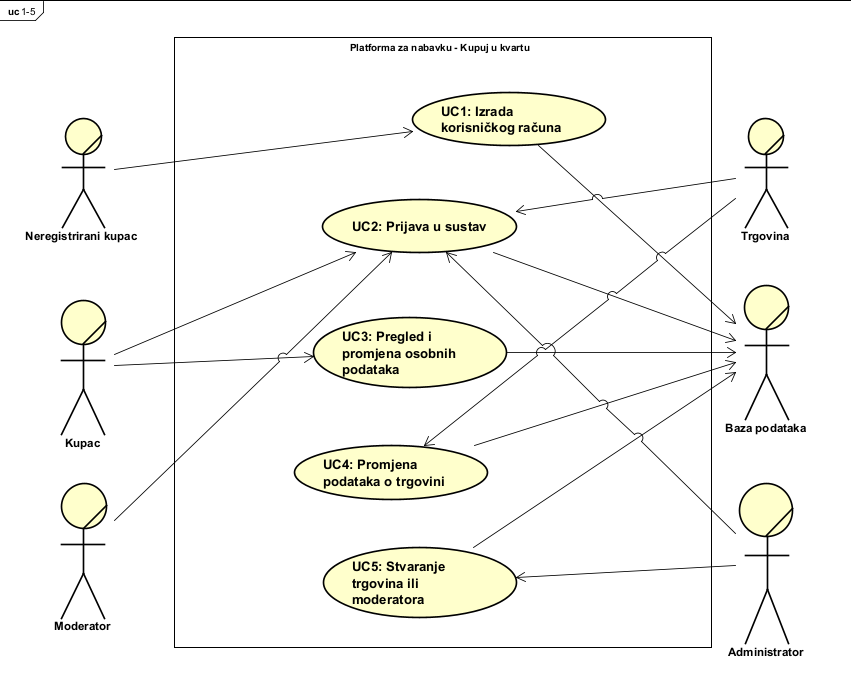 uc 1-5
Platforma za nabavku - Kupuj u kvartu
UC1: Izrada
korisničkog računa
Neregistrirani kupac
UC2: Prijava u sustav
Trgovina
UC3: Pregled i
promjena osobnih
podataka
Kupac
Baza podataka
UC4: Promjena
podataka o trgovini
UC5: Stvaranje
trgovina ili
moderatora
Moderator
Administrator